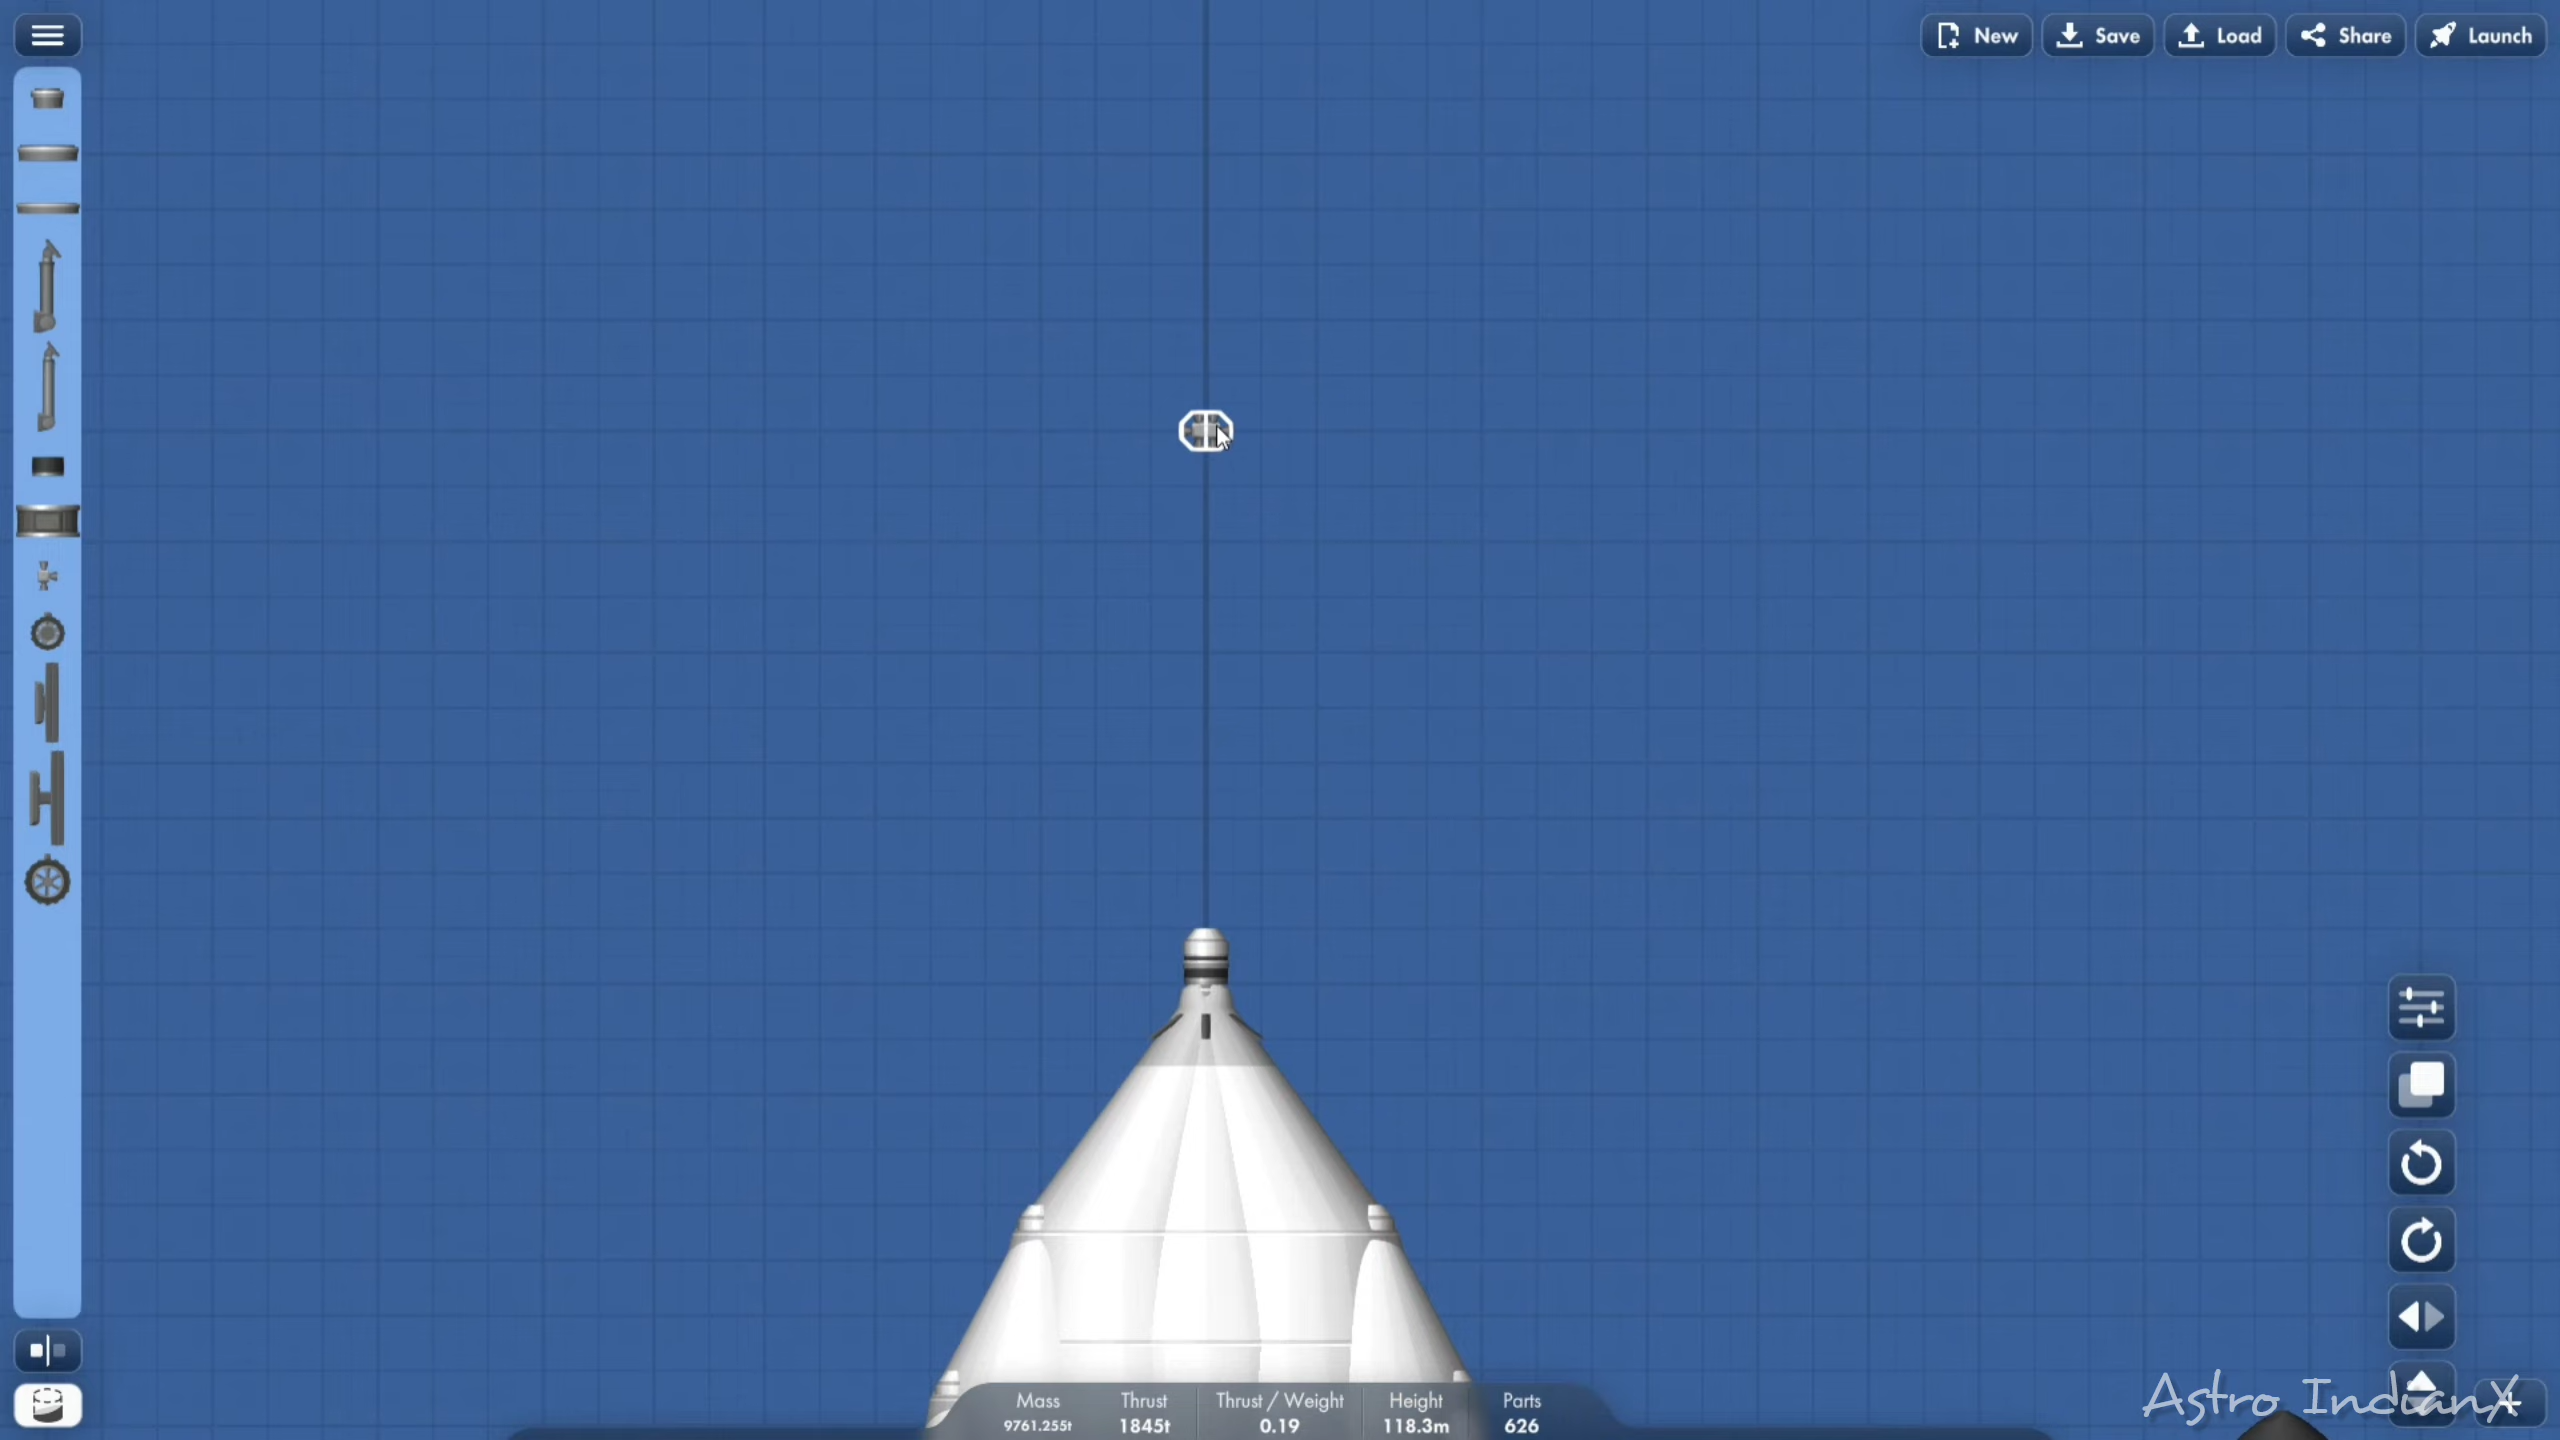 New
Save
Load
Share
Launch
Mass
9761.255t
Thrust
1845t
Thrust / Weight
0.19
Height
118.3m
Parts
626
Astro IndianX